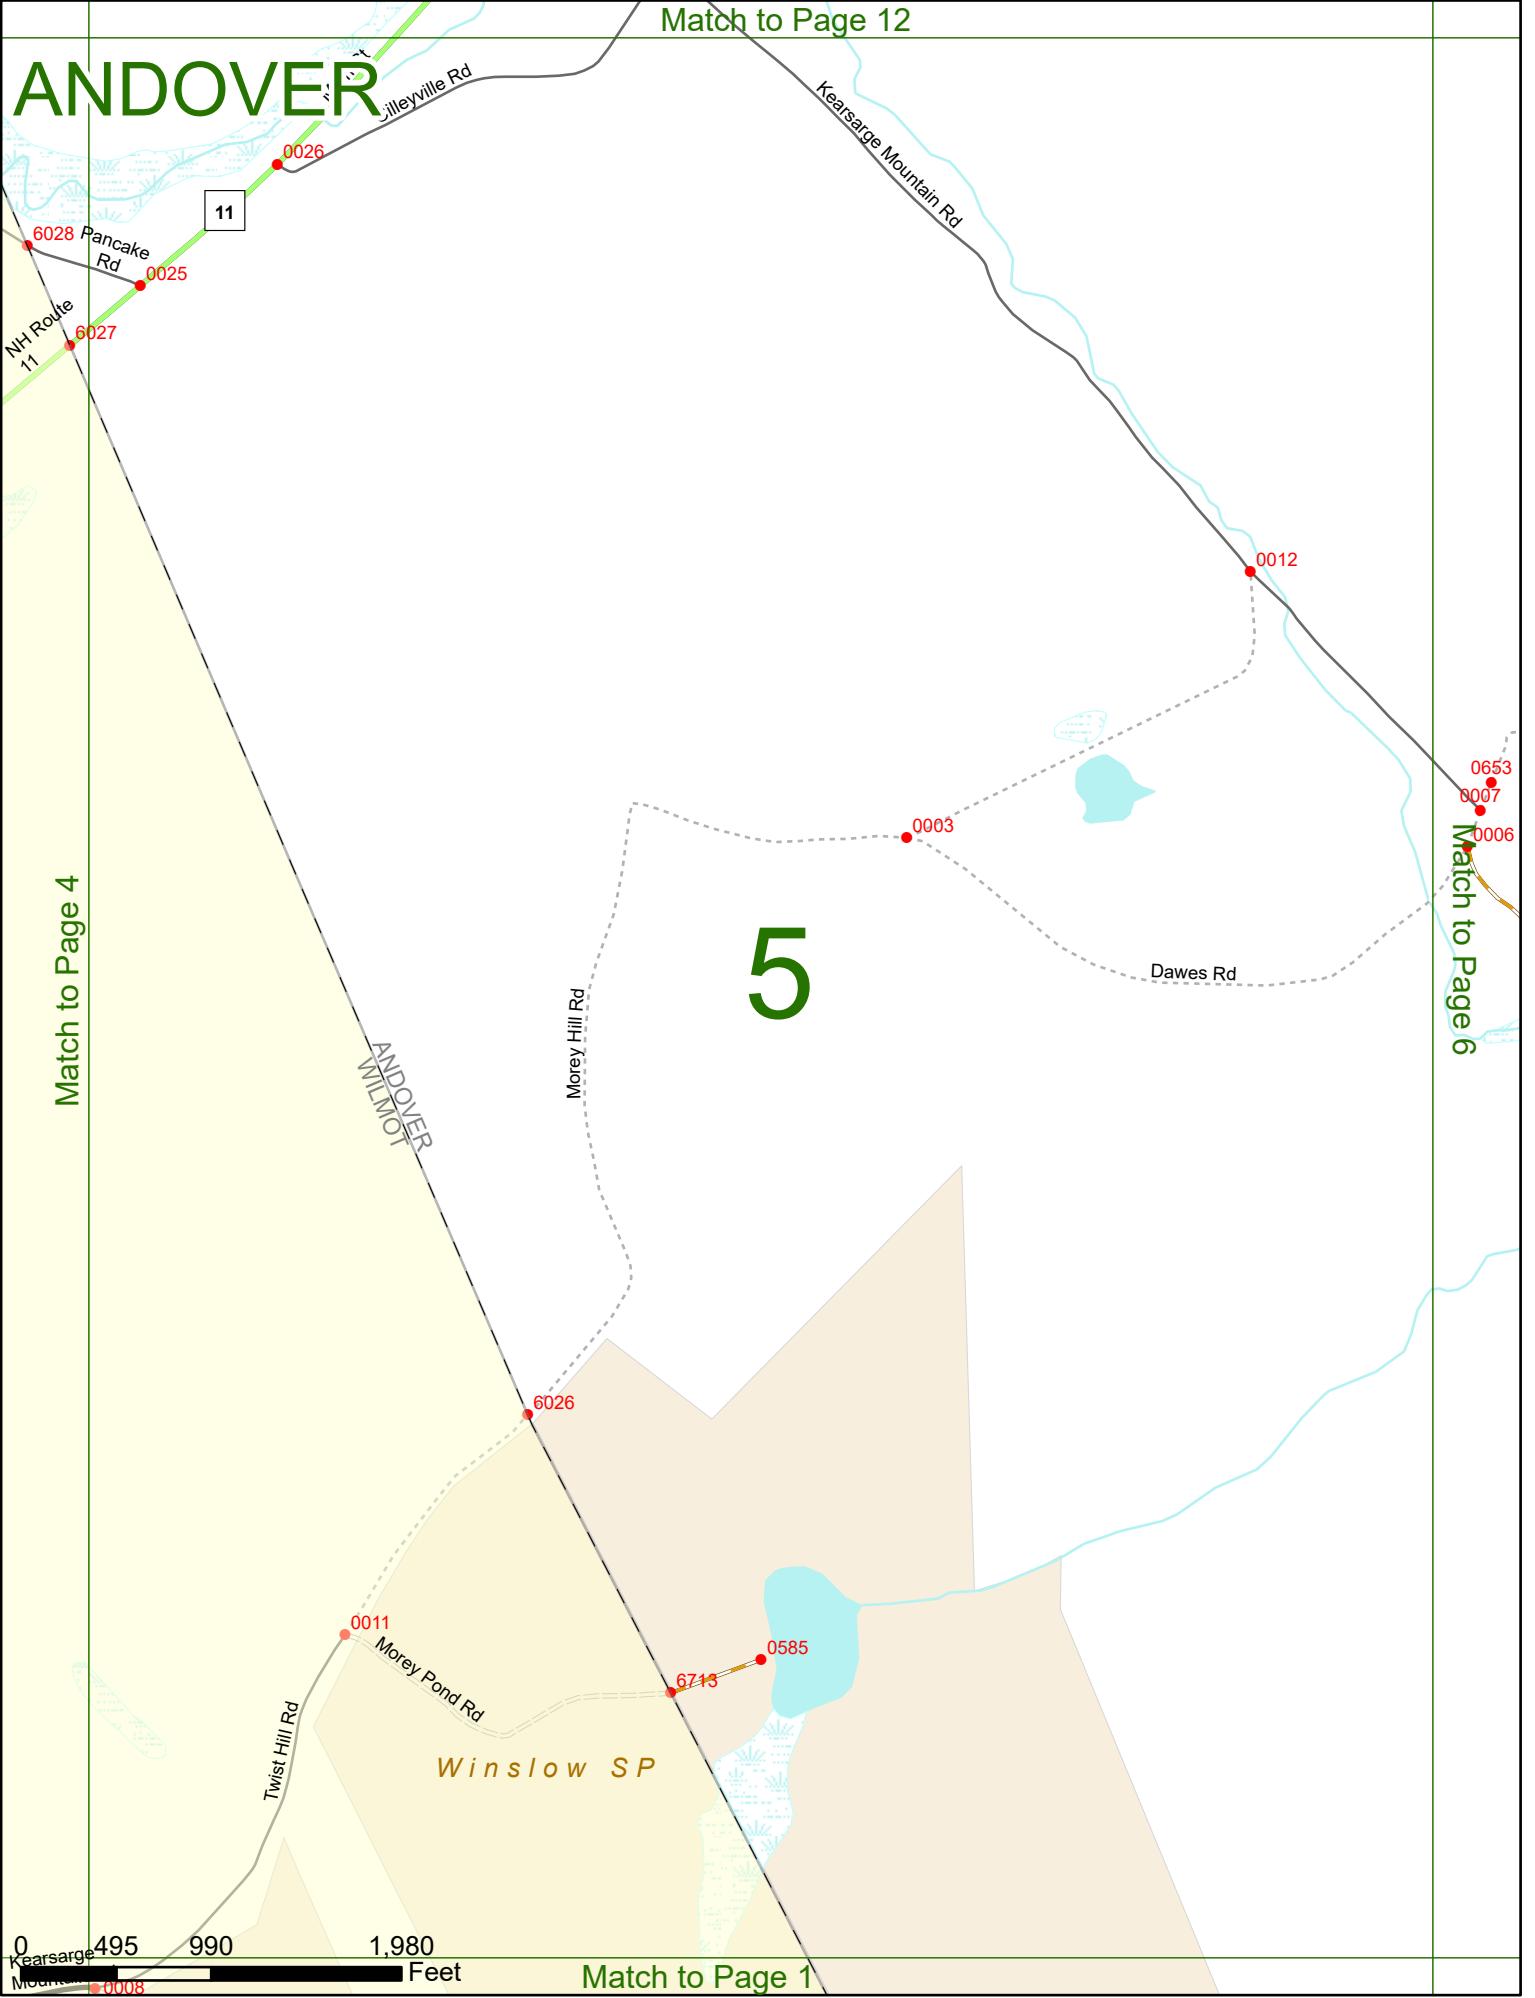 Match to Page 12
ANDOVER
Cilleyville Rd
Kearsarge Mountain Rd
0026
11
6028
Pancake
Rd
0025
NH Route
11
6027
0012
0653
0007
0006
0003
Match to Page 4
5
Match to Page 6
Dawes Rd
Morey Hill Rd
ANDOVER
WILMOT
6026
0011
Morey Pond Rd
0585
6713
Twist Hill Rd
Winslow SP
0 495 990 1,980
Feet
Kearsarge
0008
Match to Page 1